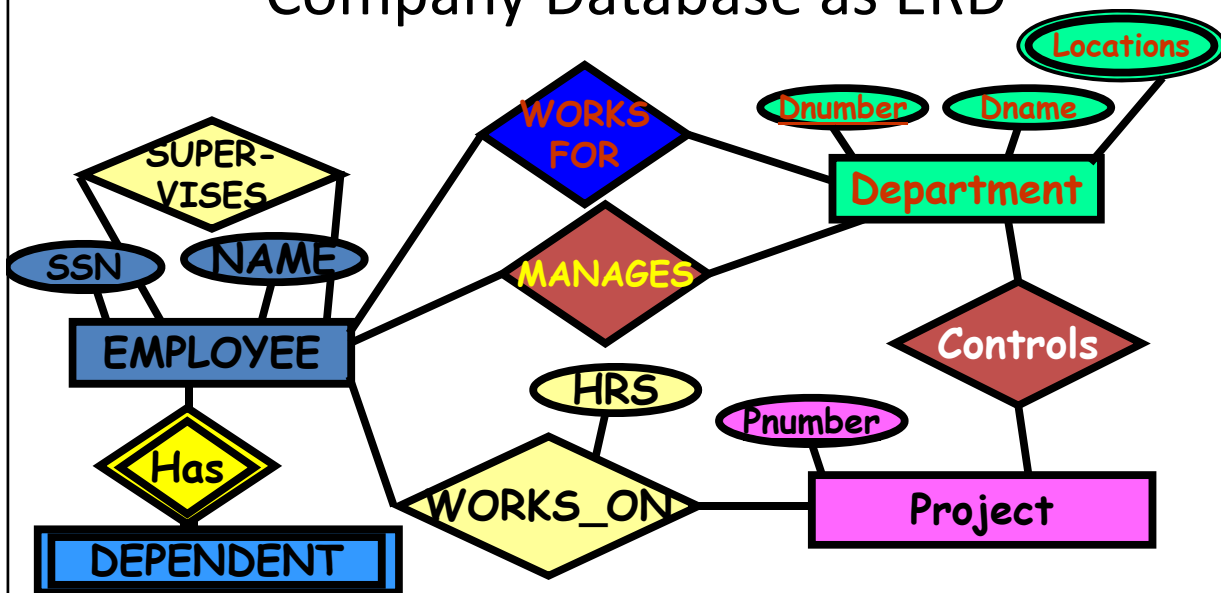 Company Database as ERD
Locations
WORKS
FOR
Dnumber
Dname
SUPER-
VISES
Department
SSN
NAME
MANAGES
EMPLOYEE
Controls
HRS
Pnumber
Has
WORKS_ON
Project
DEPENDENT